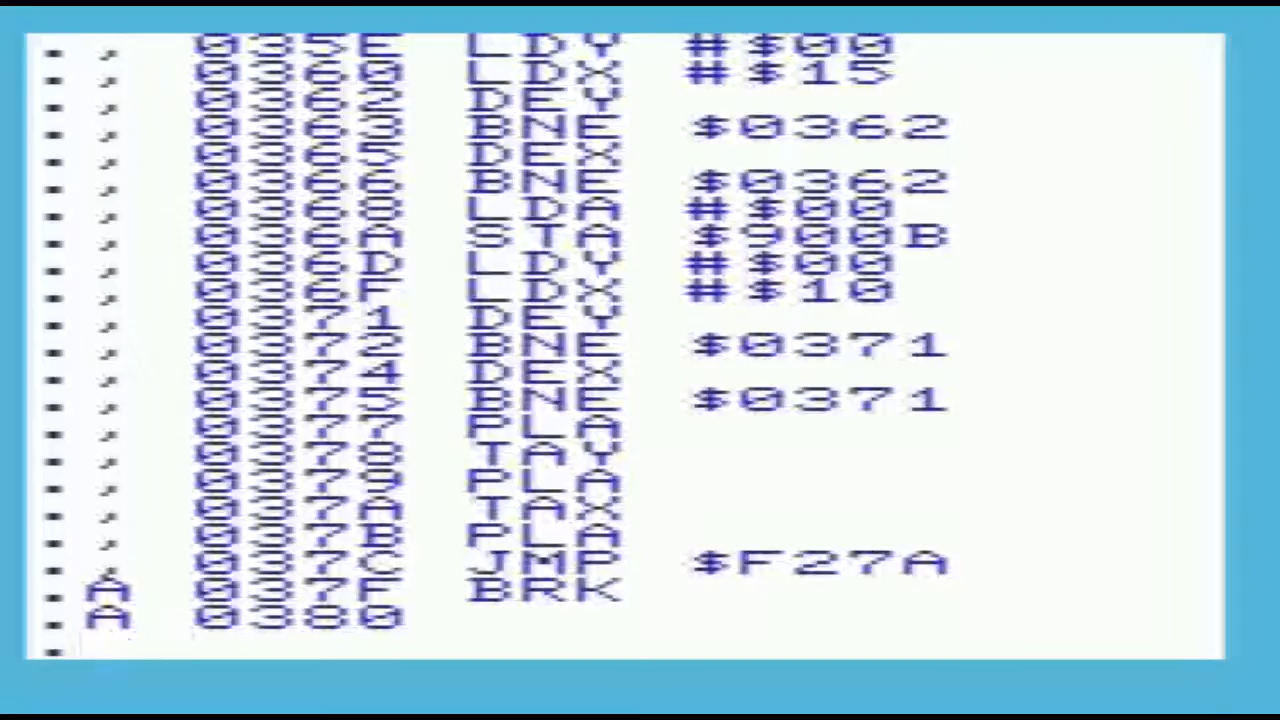 . , 035E LDY #$00
. , 0360 LDX #$15
. , 0362 DEY
. , 0363 BNE $0362
. , 0365 DEX
. , 0366 BNE $0362
. , 0368 LDA #$00
. , 036A STA $900B
. , 036D LDY #$00
. , 036F LDX #$10
. , 0371 DEY
. , 0372 BNE $0371
. , 0374 DEX
. , 0375 BNE $0371
. , 0377 PLA
. , 0378 TAY
. , 0379 PLA
. , 037A TAX
. , 037B PLA
. , 037C JMP $F27A
. A 037F BRK
. A 0380
.